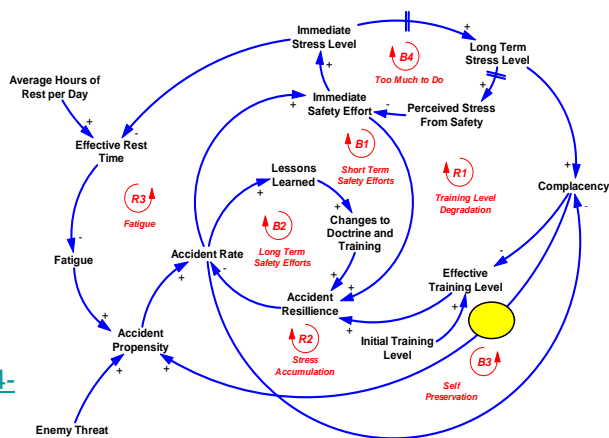 Immediate
Stress Level
B4
Too Much to Do
Long Term
Stress Level
Average Hours of
Rest per Day
Immediate
Safety Effort
Perceived Stress
From Safety
Effective Rest
Time
B1
Short Term
Safety Efforts
R1
Training Level
Degradation
Lessons
Learned
Complacency
R3
Fatigue
B2
Long Term
Safety Efforts
Changes to
Doctrine and
Training
Fatigue
Accident Rate
Effective
Training Level
Accident
Resillience
Accident
Propensity
R2
Stress
Accumulation
Initial Training
Level
B3
Self
Preservation
Enemy Threat